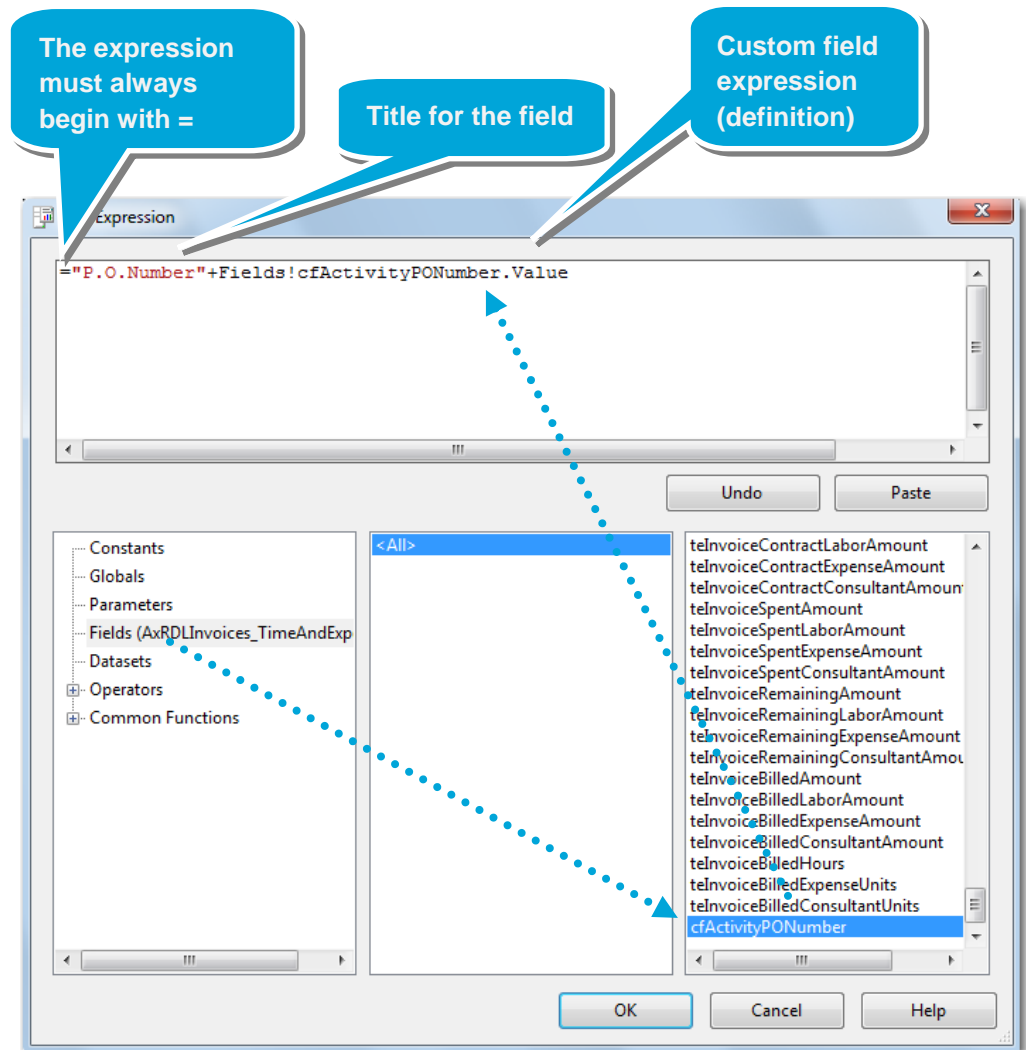 The expression
must always
begin with =
Title for the field
Custom field
expression
(definition)
Expression
="P.O.Number"+Fields!cfActivityPONumber.Value
Undo
Paste
Constants
Globals
Parameters
Fields (AxRDLInvoices_TimeAndExp
Datasets
Operators
Common Functions
<All>
teInvoiceContractLaborAmount
teInvoiceContractExpenseAmount
teInvoiceContractConsultantAmoun
teInvoiceSpentAmount
teInvoiceSpentLaborAmount
teInvoiceSpentExpenseAmount
teInvoiceSpentConsultantAmount
teInvoiceRemainingAmount
teInvoiceRemainingLaborAmount
teInvoiceRemainingExpenseAmount
teInvoiceRemainingConsultantAmou
teInvoiceBilledAmount
teInvoiceBilledLaborAmount
teInvoiceBilledExpenseAmount
teInvoiceBilledConsultantAmount
teInvoiceBilledHours
teInvoiceBilledExpenseUnits
teInvoiceBilledConsultantUnits
cfActivityPONumber
OK
Cancel
Help